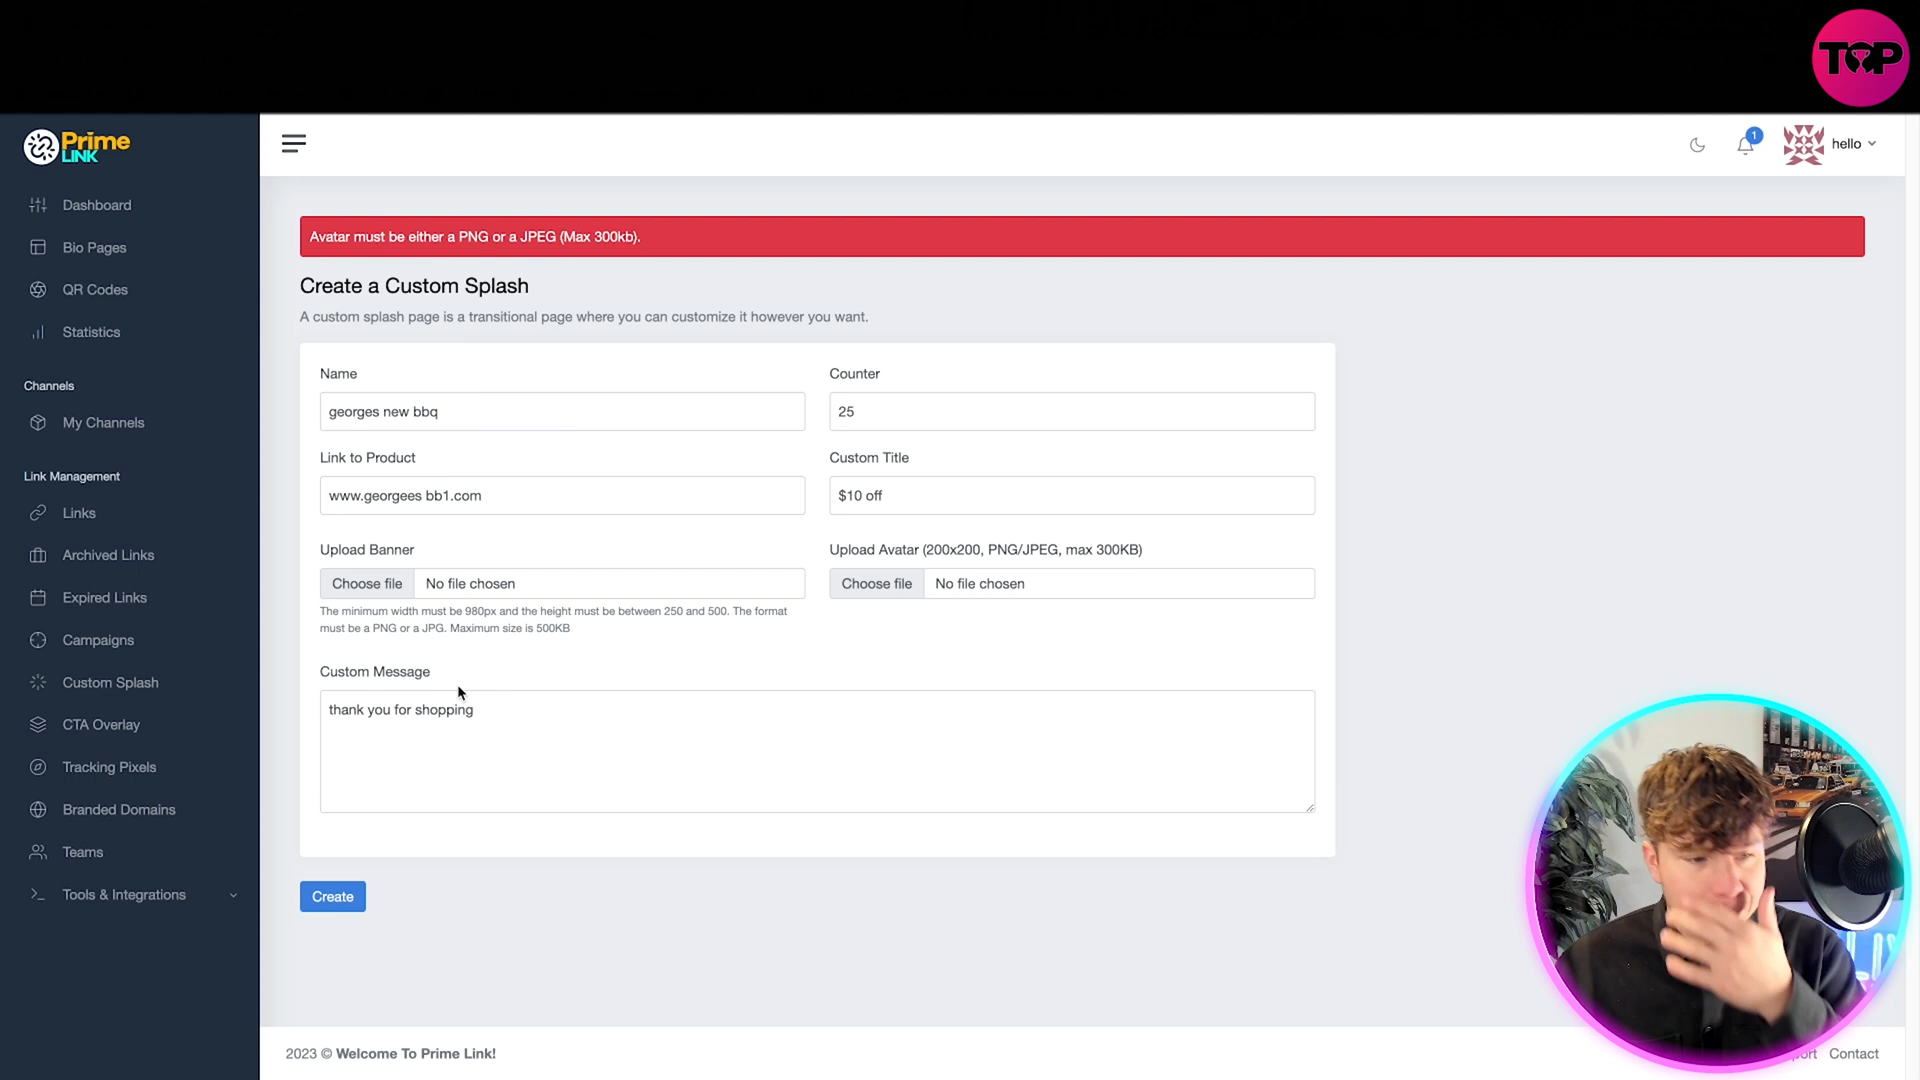 TOP
Prime
LINK
1
hello
Dashboard
Bio Pages
QR Codes
Statistics
Channels
My Channels
Link Management
Links
Archived Links
Expired Links
Campaigns
Custom Splash
CTA Overlay
Tracking Pixels
Branded Domains
Teams
Tools & Integrations
Avatar must be either a PNG or a JPEG (Max 300kb).
Create a Custom Splash
A custom splash page is a transitional page where you can customize it however you want.
Name
Counter
georges new bbq
25
Link to Product
Custom Title
www.georgees bb1.com
$10 off
Upload Banner
Upload Avatar (200x200, PNG/JPEG, max 300KB)
Choose file No file chosen
Choose file No file chosen
The minimum width must be 980px and the height must be between 250 and 500. The format
must be a PNG or a JPG. Maximum size is 500KB
Custom Message
thank you for shopping
Create
2023 © Welcome To Prime Link!
Contact